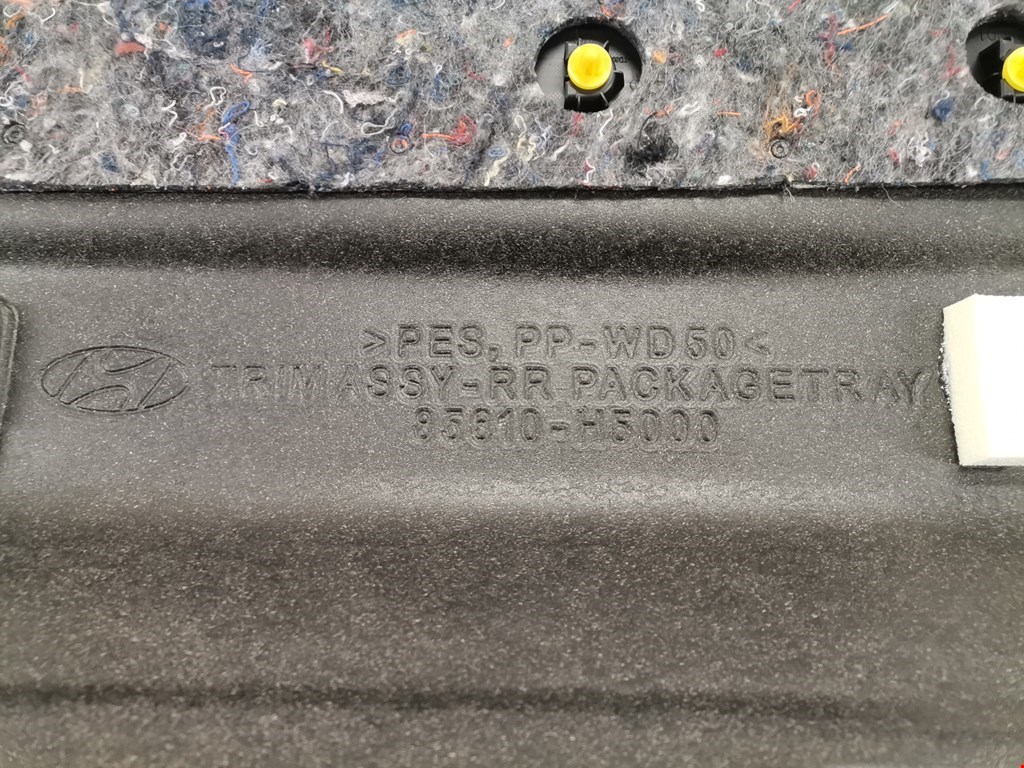 >PES, PP-WD50<
TRIM ASSY-RR PACKAGETRAY
85610-H5000